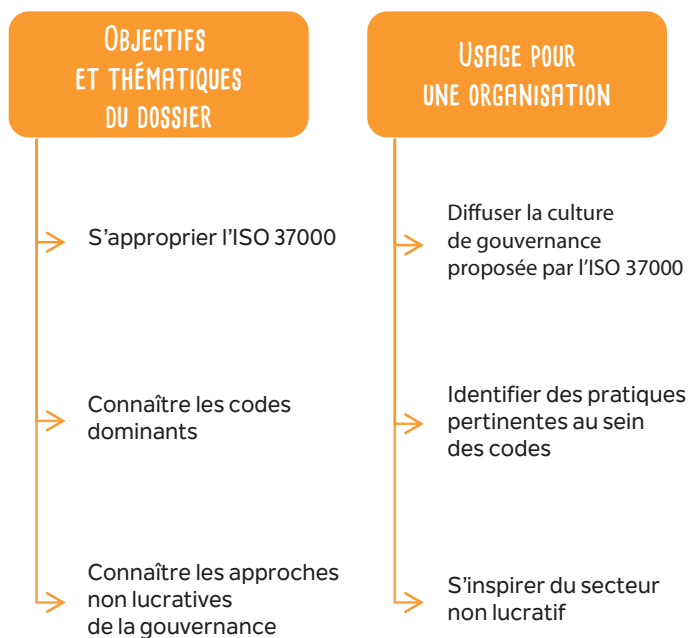 OBJECTIFS
ET THÉMATIQUES
DU DOSSIER
S'approprier l'ISO 37000
Connaître les codes
dominants
Connaître les approches
non lucratives
de la gouvernance
USAGE POUR
UNE ORGANISATION
Diffuser la culture
de gouvernance
proposée par l'ISO 37000
Identifier des pratiques
pertinentes au sein
des codes
S'inspirer du secteur
non lucratif